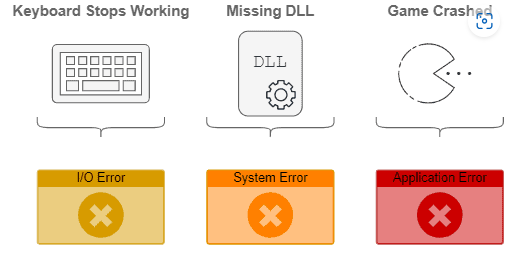 Keyboard Stops Working
Missing DLL
Game Crashed
DLL
I/O Error
System Error
Application Error